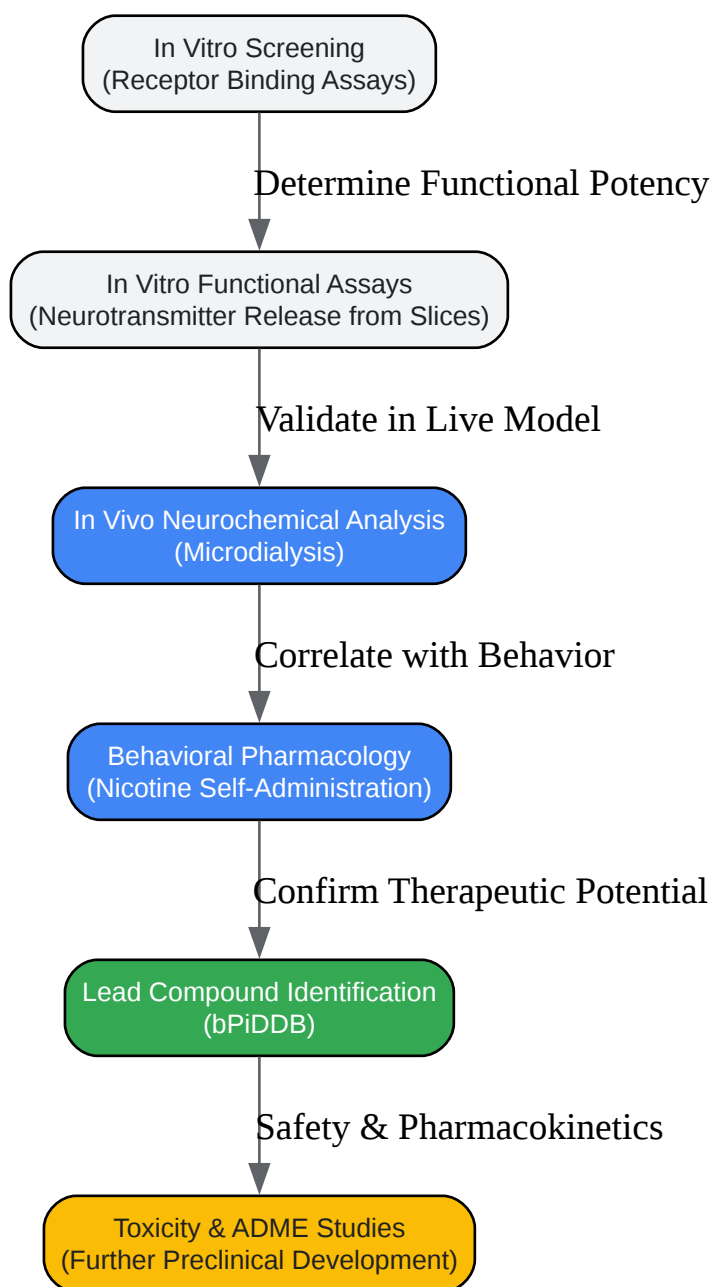 In Vitro Screening
(Receptor Binding Assays)
Determine Functional Potency
In Vitro Functional Assays
(Neurotransmitter Release from Slices)
Validate in Live Model
In Vivo Neurochemical Analysis
(Microdialysis)
Correlate with Behavior
Behavioral Pharmacology
(Nicotine Self-Administration)
Confirm Therapeutic Potential
Lead Compound Identification
(bPiDDB)
Safety & Pharmacokinetics
Toxicity & ADME Studies
(Further Preclinical Development)